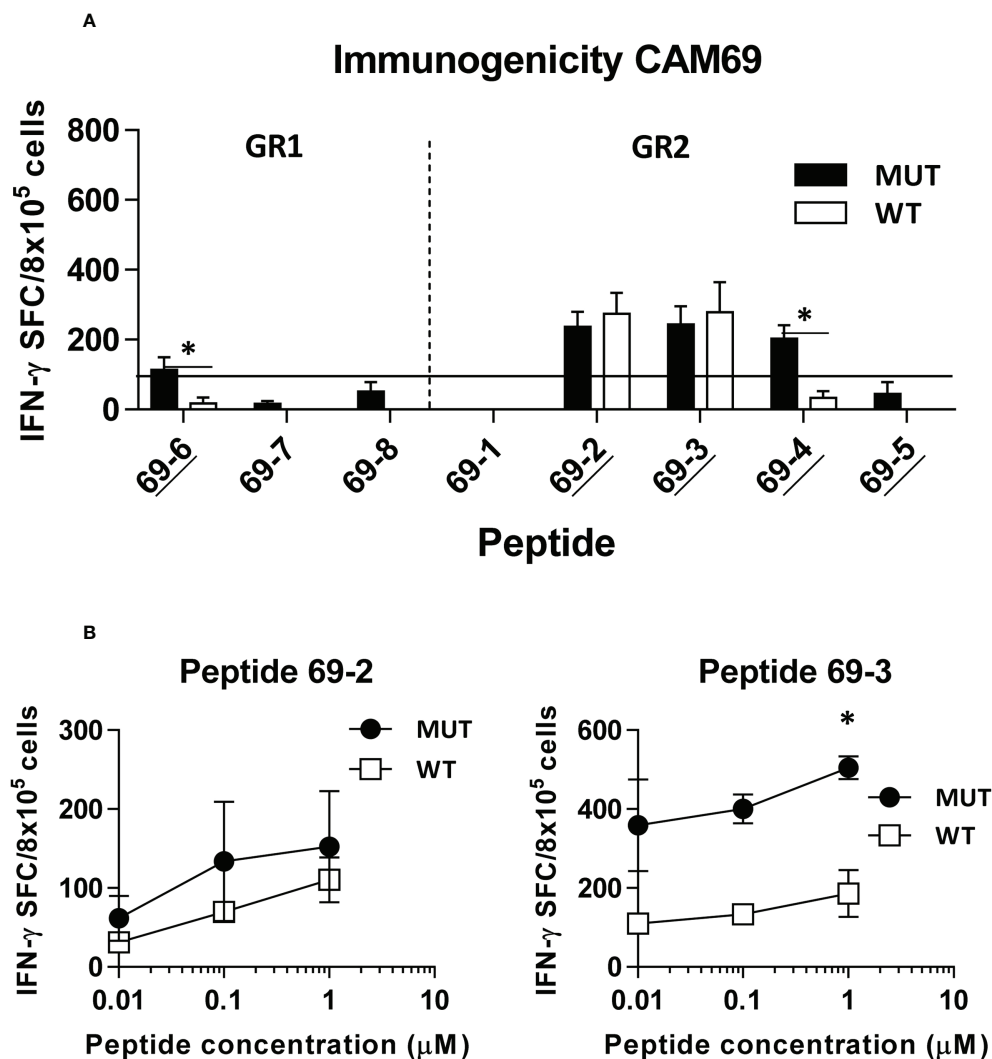 A
Immunogenicity CAM69
IFN-γ SFC/8x10⁵ cells
800
600
400
200
0
GR1
GR2
MUT
WT
*
*
69-6
69-7
69-8
69-1
69-2
69-3
69-4
69-5
Peptide
B
Peptide 69-2
IFN-γ SFC/8x10⁵ cells
300
200
100
0
MUT
WT
0.01
0.1
1
10
Peptide concentration (μM)
Peptide 69-3
IFN-γ SFC/8x10⁵ cells
600
400
200
0
*
MUT
WT
0.01
0.1
1
10
Peptide concentration (μM)